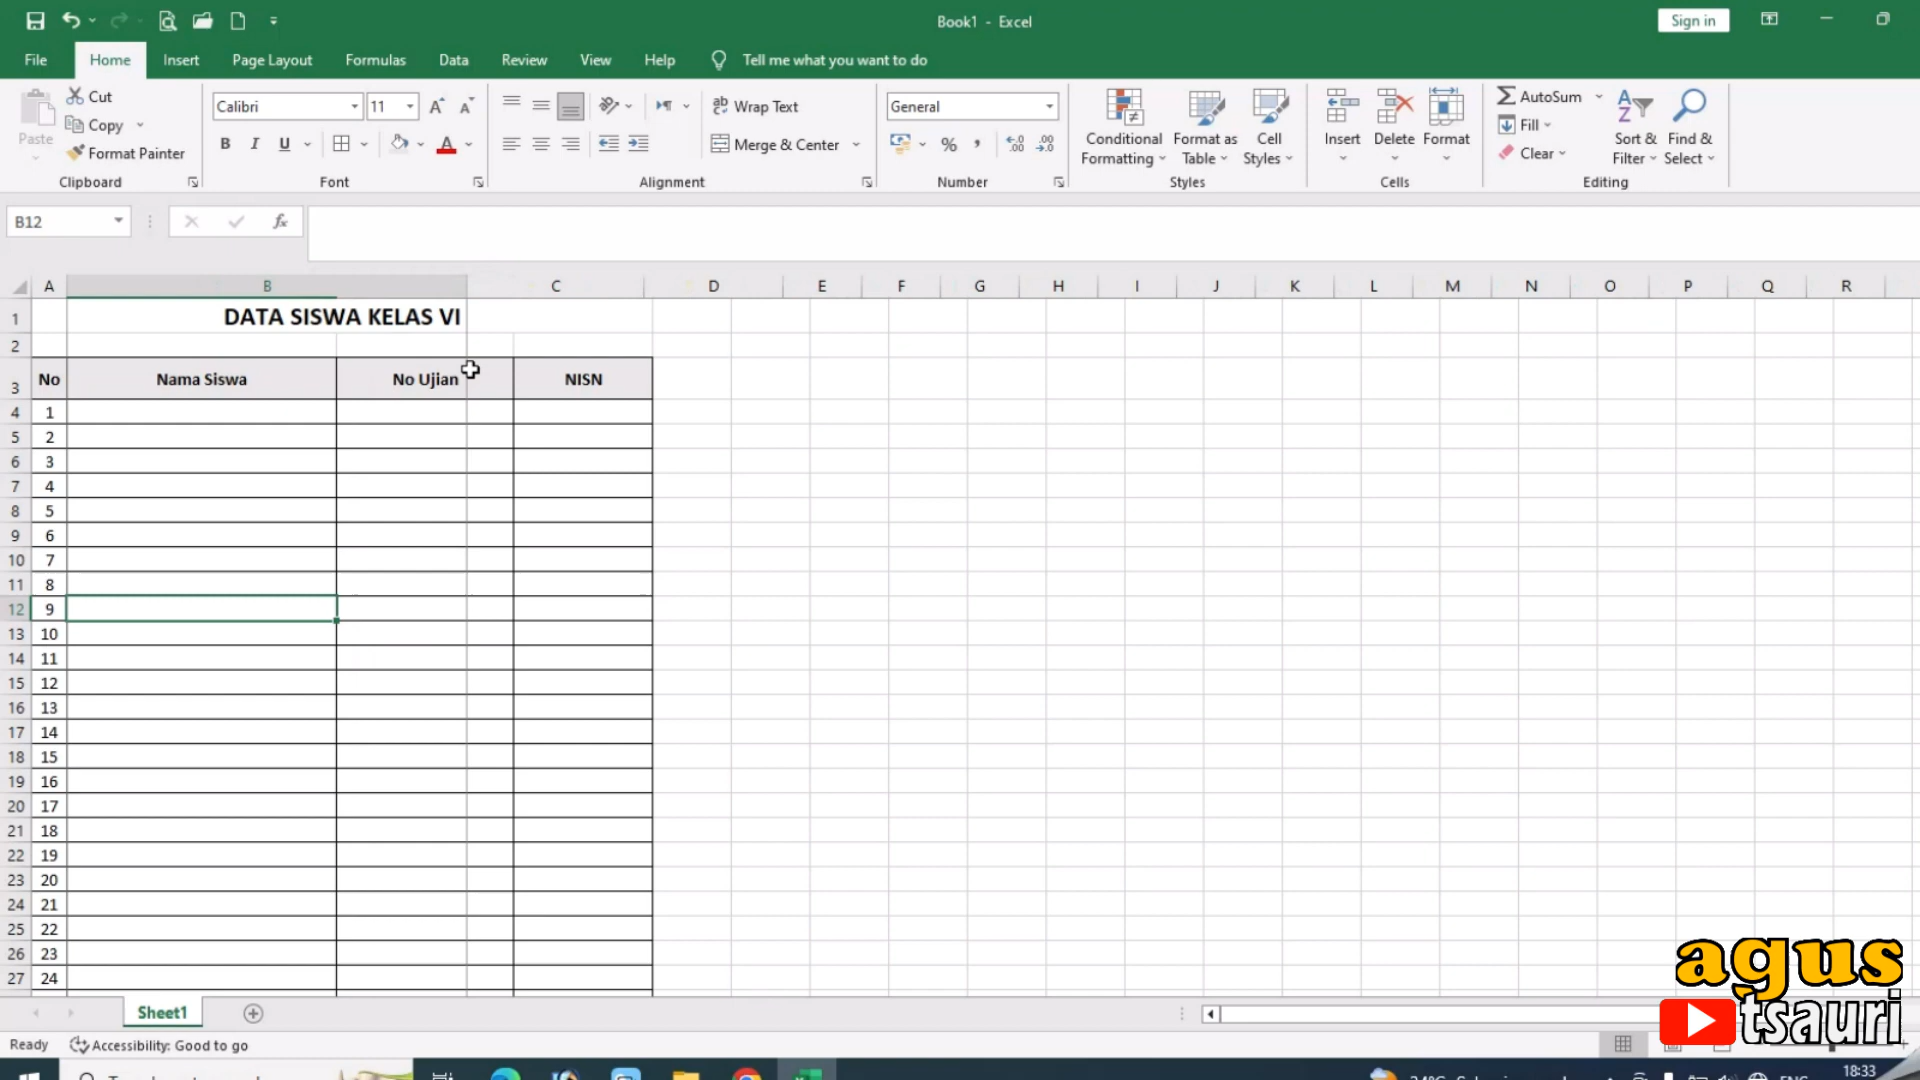 Book1 - Excel
Sign in
File Home Insert Page Layout Formulas Data Review View Help Tell me what you want to do
Paste
Cut
Copy
Format Painter
Clipboard
Calibri 11
B I U
Font
Wrap Text
Merge & Center
Alignment
General
%
Number
Conditional Formatting
Format as Table
Cell Styles
Styles
Insert Delete Format
Cells
AutoSum
Fill
Clear
Sort & Filter
Find & Select
Editing
B12
fx
A B C D E F G H I J K L M N O P Q R
1 DATA SISWA KELAS VI
2
3 No Nama Siswa No Ujian NISN
4 1
5 2
6 3
7 4
8 5
9 6
10 7
11 8
12 9
13 10
14 11
15 12
16 13
17 14
18 15
19 16
20 17
21 18
22 19
23 20
24 21
25 22
26 23
27 24
Sheet1
Ready Accessibility: Good to go
agus
tsauri
18:33